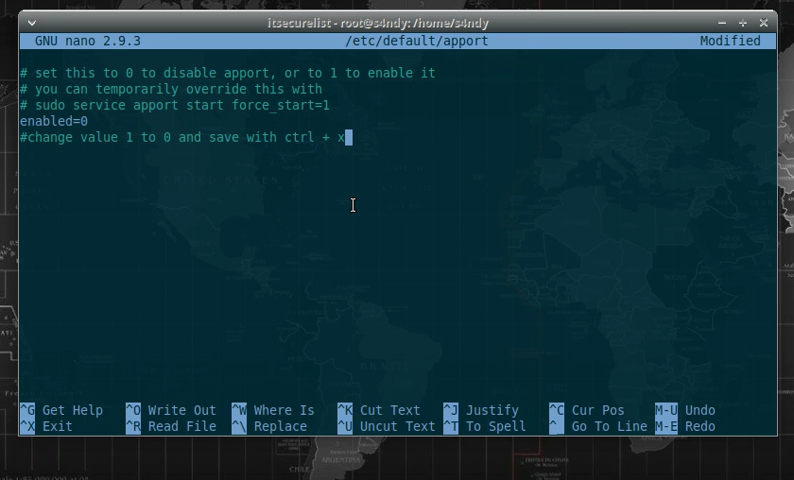 itsecurelist - root@s4ndy: /home/s4ndy
GNU nano 2.9.3 /etc/default/apport Modified
# set this to 0 to disable apport, or to 1 to enable it
# you can temporarily override this with
# sudo service apport start force_start=1
enabled=0
#change value 1 to 0 and save with ctrl + x
^G Get Help ^O Write Out ^W Where Is ^K Cut Text ^J Justify ^C Cur Pos M-U Undo
^X Exit ^R Read File ^\ Replace ^U Uncut Text ^T To Spell ^_ Go To Line M-E Redo
CHILE
ARGENTINA